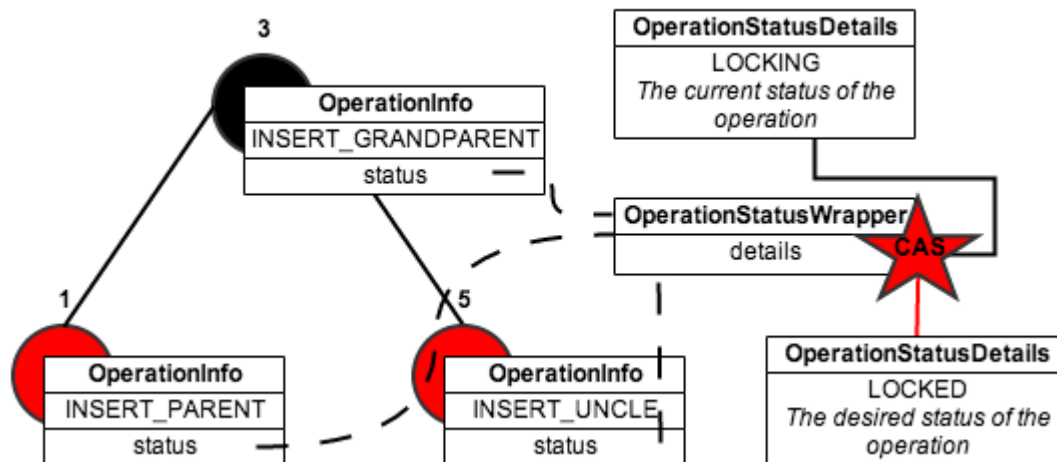 3
OperationInfo
INSERT_GRANDPARENT
status
1
OperationInfo
INSERT_PARENT
status
5
OperationInfo
INSERT_UNCLE
status
OperationStatusDetails
LOCKING
The current status of the
operation
OperationStatusWrapper
details
CAS
OperationStatusDetails
LOCKED
The desired status of the
operation